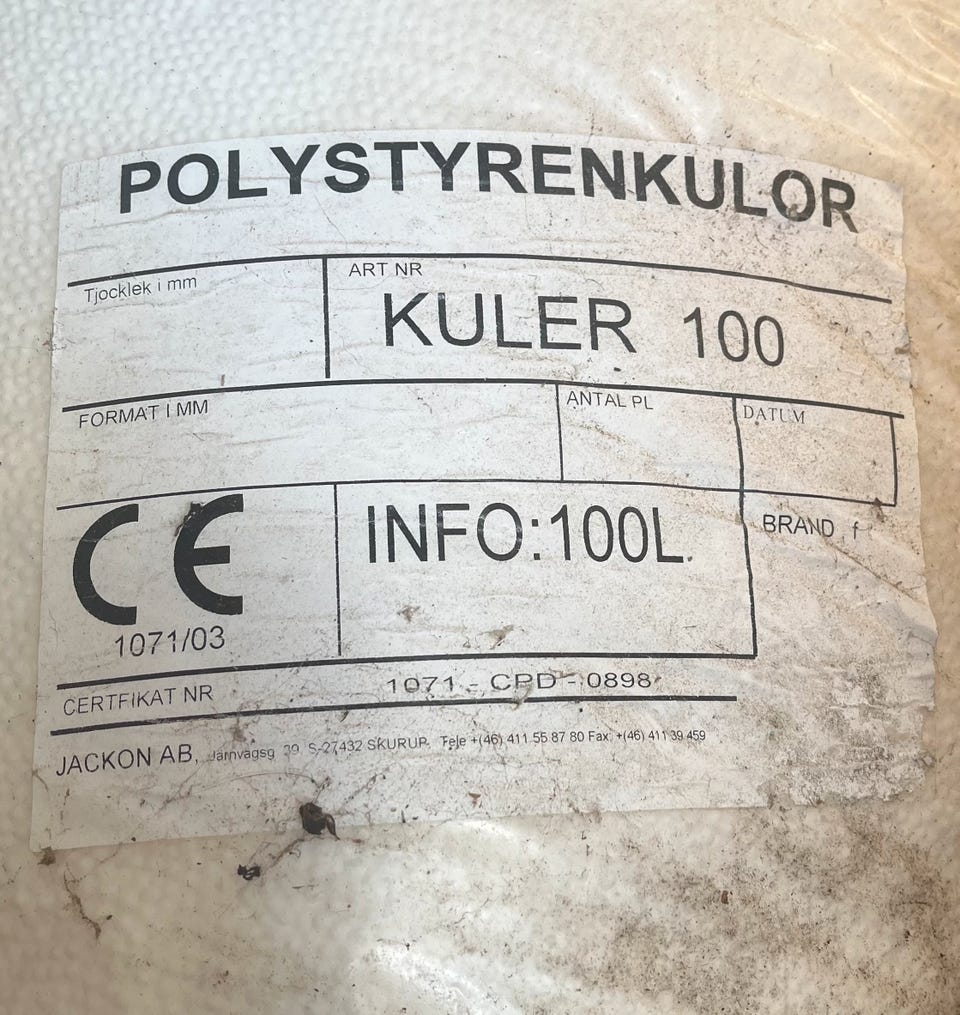 POLYSTYRENKULOR
Tjocklek i mm
ART NR
KULER 100
FORMAT I MM
ANTAL PL
DATUM
CE
1071/03
INFO:100L
BRAND f
CERTFIKAT NR
1071 - CPD - 0898
JACKON AB, Järnvagsg 39 S-27432 SKURUP. Tele +(46) 411 55 87 80 Fax. +(46) 411 39 459